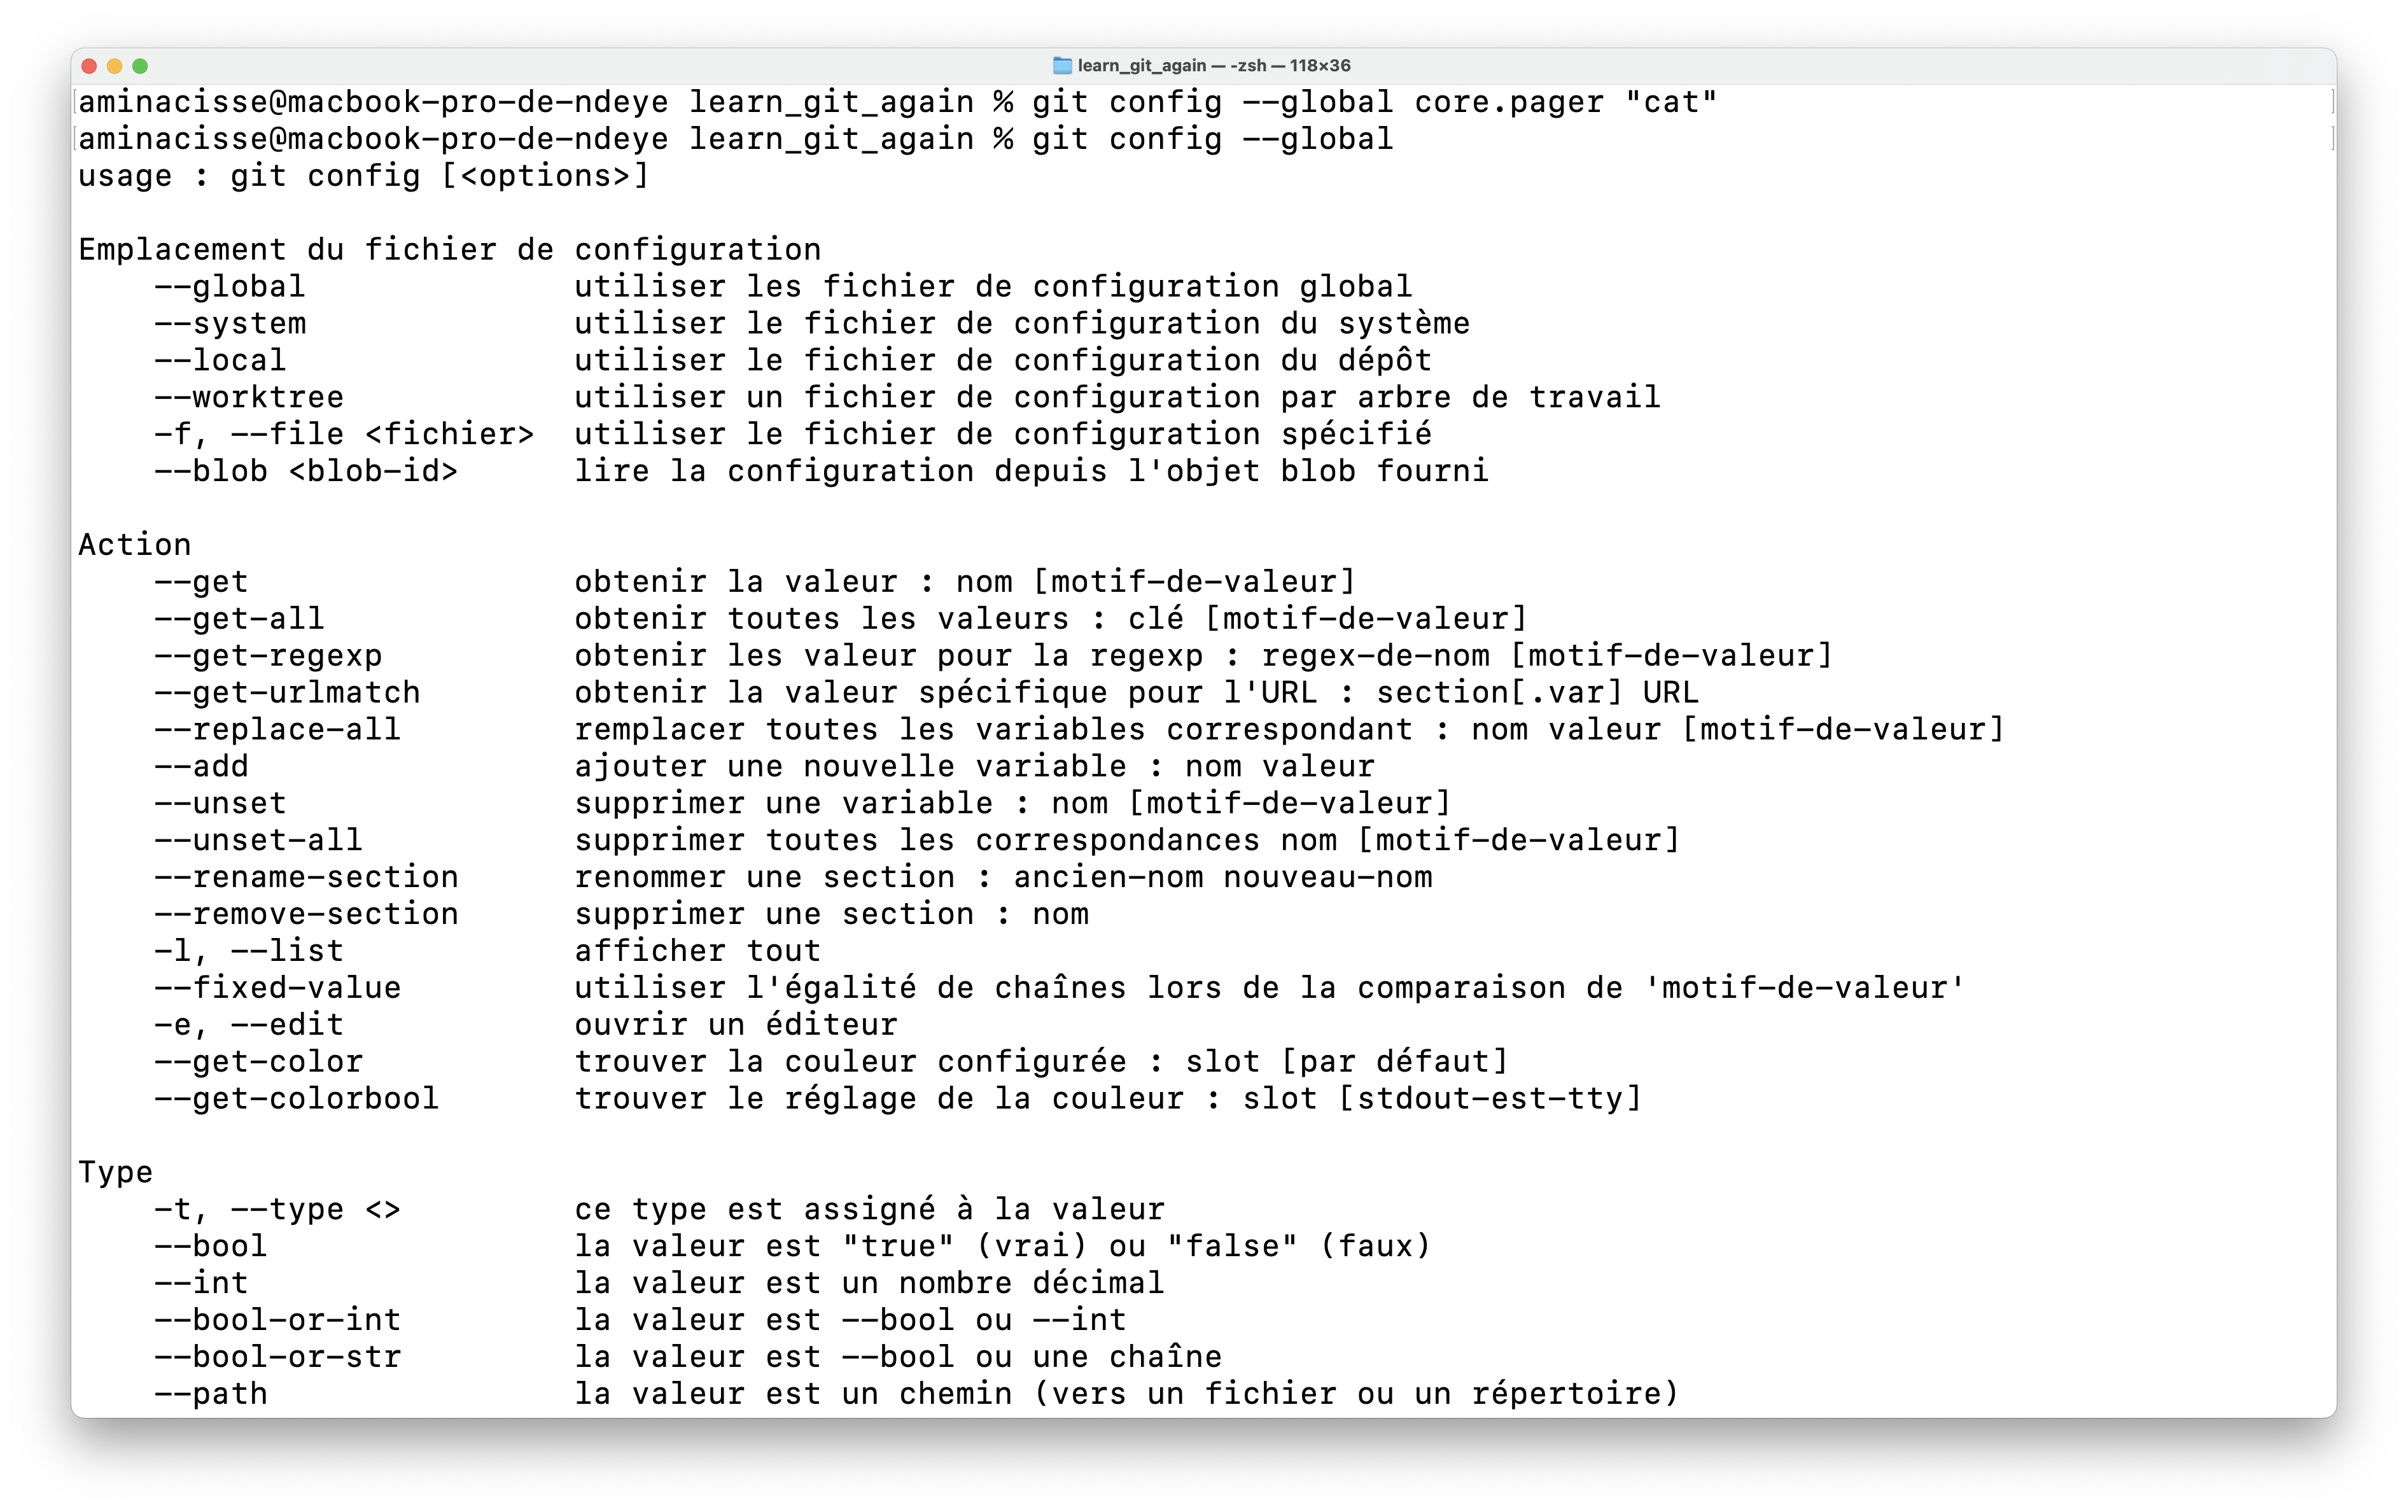 learn_git_again — -zsh — 118×36
aminacisse@macbook-pro-de-ndeye learn_git_again % git config --global core.pager "cat"
aminacisse@macbook-pro-de-ndeye learn_git_again % git config --global
usage : git config [<options>]

Emplacement du fichier de configuration
    --global              utiliser les fichier de configuration global
    --system              utiliser le fichier de configuration du système
    --local               utiliser le fichier de configuration du dépôt
    --worktree            utiliser un fichier de configuration par arbre de travail
    -f, --file <fichier>  utiliser le fichier de configuration spécifié
    --blob <blob-id>      lire la configuration depuis l'objet blob fourni

Action
    --get                 obtenir la valeur : nom [motif-de-valeur]
    --get-all             obtenir toutes les valeurs : clé [motif-de-valeur]
    --get-regexp          obtenir les valeur pour la regexp : regex-de-nom [motif-de-valeur]
    --get-urlmatch        obtenir la valeur spécifique pour l'URL : section[.var] URL
    --replace-all         remplacer toutes les variables correspondant : nom valeur [motif-de-valeur]
    --add                 ajouter une nouvelle variable : nom valeur
    --unset               supprimer une variable : nom [motif-de-valeur]
    --unset-all           supprimer toutes les correspondances nom [motif-de-valeur]
    --rename-section      renommer une section : ancien-nom nouveau-nom
    --remove-section      supprimer une section : nom
    -l, --list            afficher tout
    --fixed-value         utiliser l'égalité de chaînes lors de la comparaison de 'motif-de-valeur'
    -e, --edit            ouvrir un éditeur
    --get-color           trouver la couleur configurée : slot [par défaut]
    --get-colorbool       trouver le réglage de la couleur : slot [stdout-est-tty]

Type
    -t, --type <>         ce type est assigné à la valeur
    --bool                la valeur est "true" (vrai) ou "false" (faux)
    --int                 la valeur est un nombre décimal
    --bool-or-int         la valeur est --bool ou --int
    --bool-or-str         la valeur est --bool ou une chaîne
    --path                la valeur est un chemin (vers un fichier ou un répertoire)